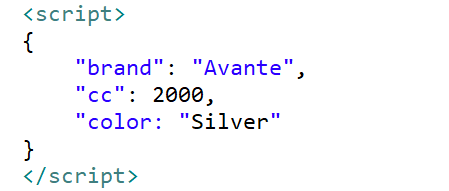 <script>
{
    "brand": "Avante",
    "cc": 2000,
    "color: "Silver"
}
</script>